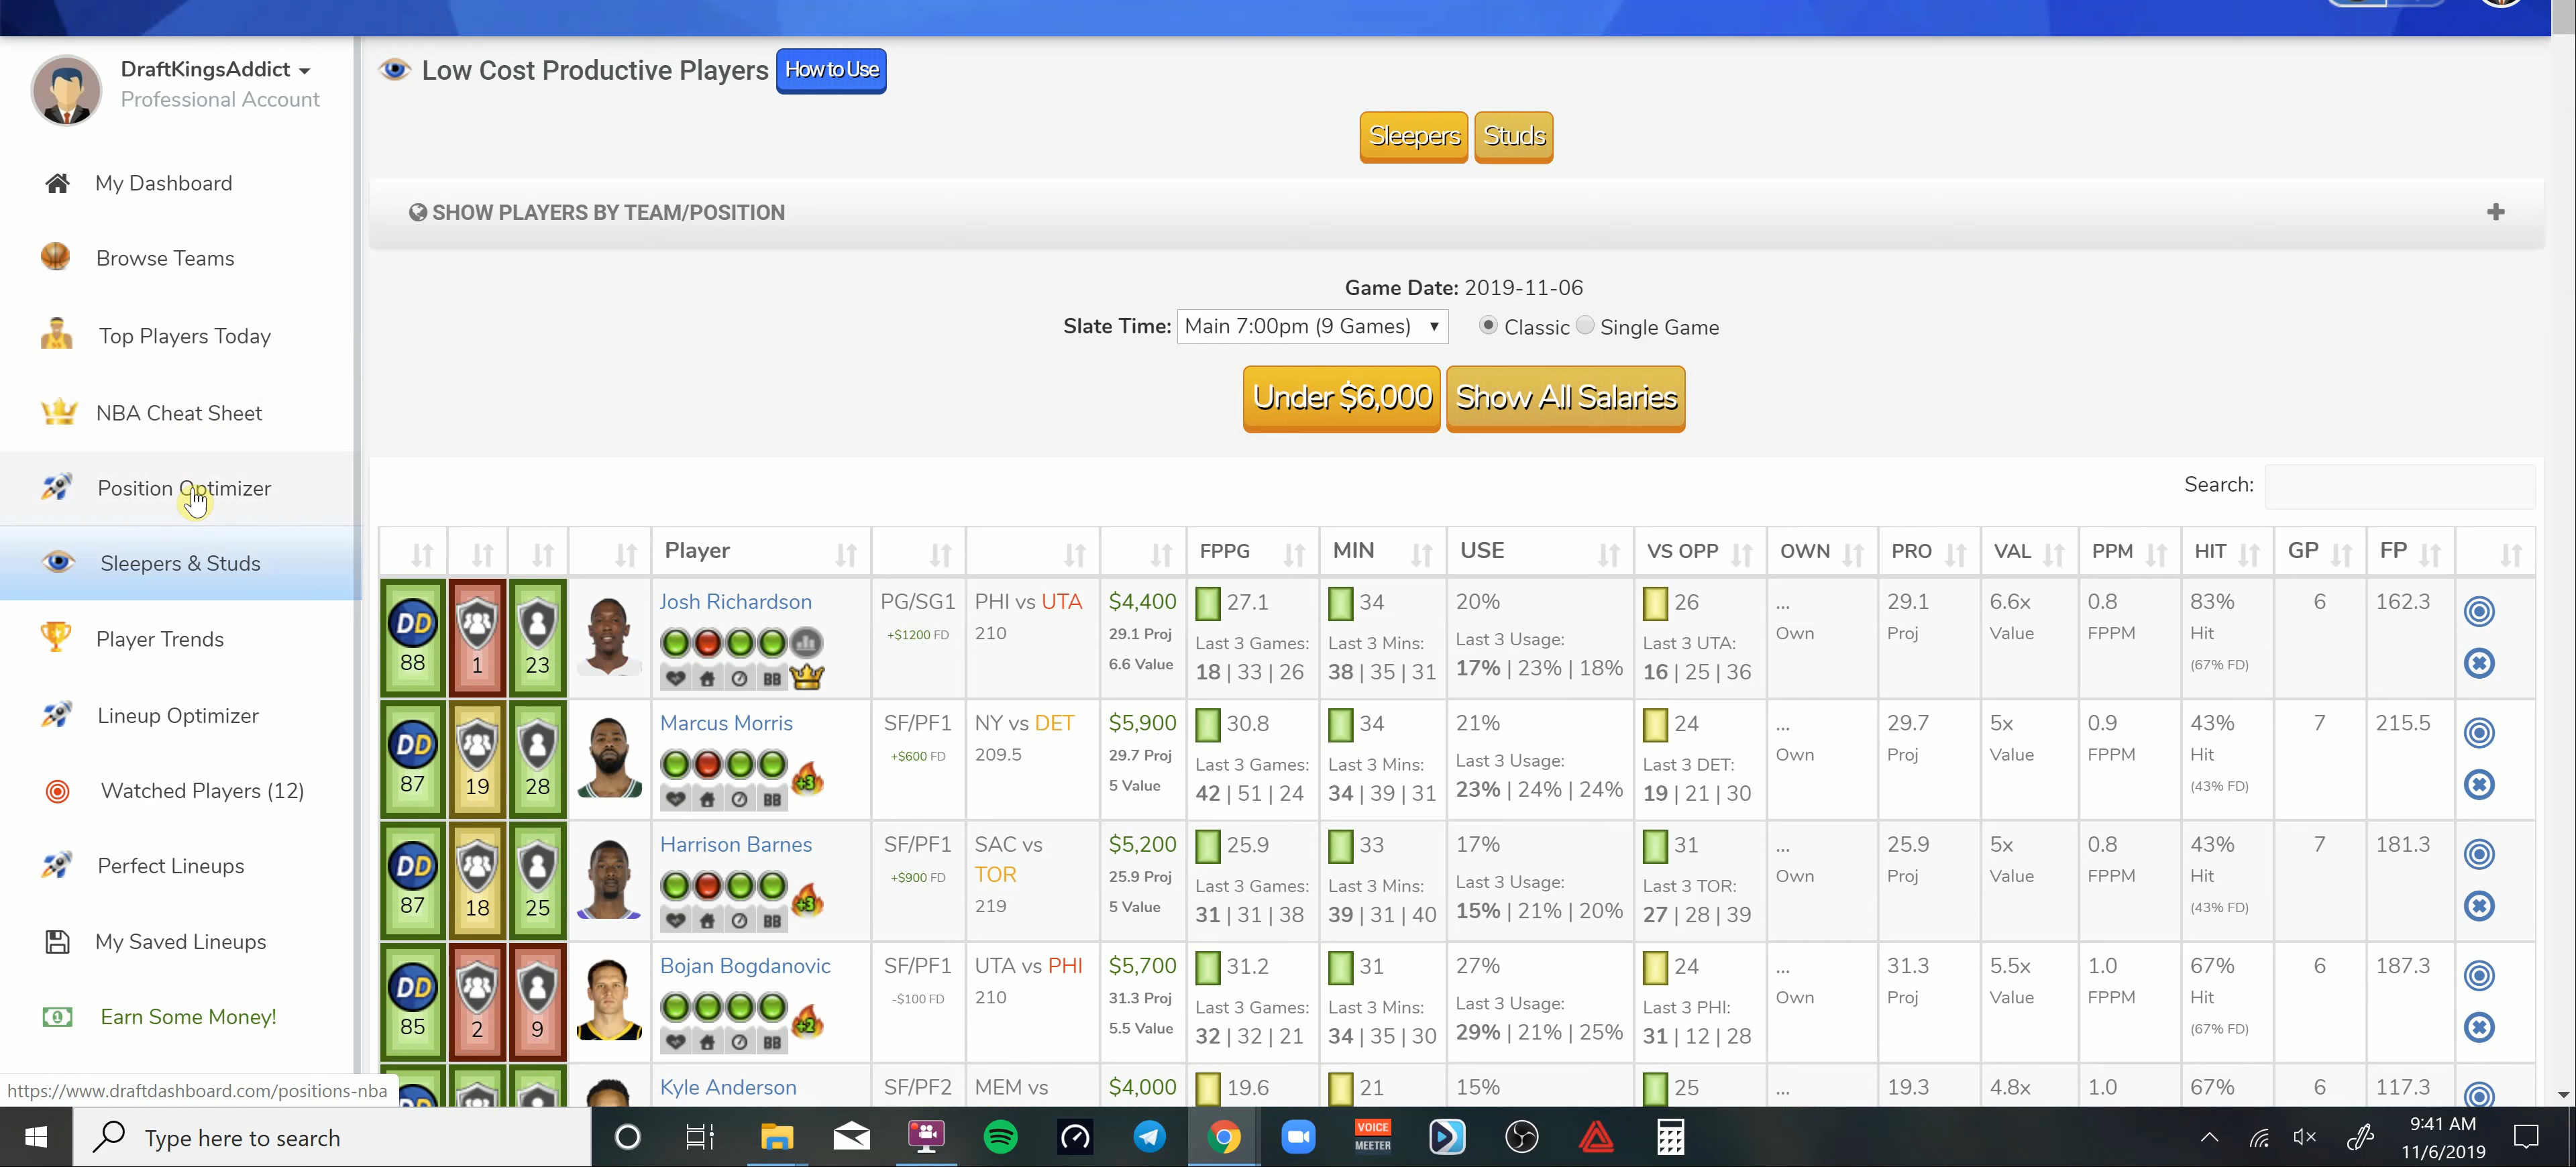 DraftKingsAddict
Professional Account
My Dashboard
Browse Teams
Top Players Today
NBA Cheat Sheet
Position Optimizer
Sleepers & Studs
Player Trends
Lineup Optimizer
Watched Players (12)
Perfect Lineups
My Saved Lineups
Earn Some Money!
https://www.draftdashboard.com/positions-nba
Low Cost Productive Players How to Use
Sleepers Studs
SHOW PLAYERS BY TEAM/POSITION
Game Date: 2019-11-06
Slate Time: Main 7:00pm (9 Games) Classic Single Game
Under $6,000 Show All Salaries
Search:
Player FPPG MIN USE VS OPP OWN PRO VAL PPM HIT GP FP
DD 88 1 23
Josh Richardson PG/SG1 PHI vs UTA $4,400 27.1 34 20% 26 ... 29.1 6.6x 0.8 83% 6 162.3
+$1200 FD 210 29.1 Proj Last 3 Games: Last 3 Mins: Last 3 Usage: Last 3 UTA: Own Proj Value FPPM Hit
BB 6.6 Value 18 | 33 | 26 38 | 35 | 31 17% | 23% | 18% 16 | 25 | 36 (67% FD)
DD 87 19 28
Marcus Morris SF/PF1 NY vs DET $5,900 30.8 34 21% 24 ... 29.7 5x 0.9 43% 7 215.5
+$600 FD 209.5 29.7 Proj Last 3 Games: Last 3 Mins: Last 3 Usage: Last 3 DET: Own Proj Value FPPM Hit
BB +3 5 Value 42 | 51 | 24 34 | 39 | 31 23% | 24% | 24% 19 | 21 | 30 (43% FD)
DD 87 18 25
Harrison Barnes SF/PF1 SAC vs TOR $5,200 25.9 33 17% 31 ... 25.9 5x 0.8 43% 7 181.3
+$900 FD 219 25.9 Proj Last 3 Games: Last 3 Mins: Last 3 Usage: Last 3 TOR: Own Proj Value FPPM Hit
BB +3 5 Value 31 | 31 | 38 39 | 31 | 40 15% | 21% | 20% 27 | 28 | 39 (43% FD)
DD 85 2 9
Bojan Bogdanovic SF/PF1 UTA vs PHI $5,700 31.2 31 27% 24 ... 31.3 5.5x 1.0 67% 6 187.3
-$100 FD 210 31.3 Proj Last 3 Games: Last 3 Mins: Last 3 Usage: Last 3 PHI: Own Proj Value FPPM Hit
BB +2 5.5 Value 32 | 32 | 21 34 | 35 | 30 29% | 21% | 25% 31 | 12 | 28 (67% FD)
Kyle Anderson SF/PF2 MEM vs $4,000 19.6 21 15% 25 ... 19.3 4.8x 1.0 67% 6 117.3
Type here to search
VOICE
MEETER
9:41 AM
11/6/2019